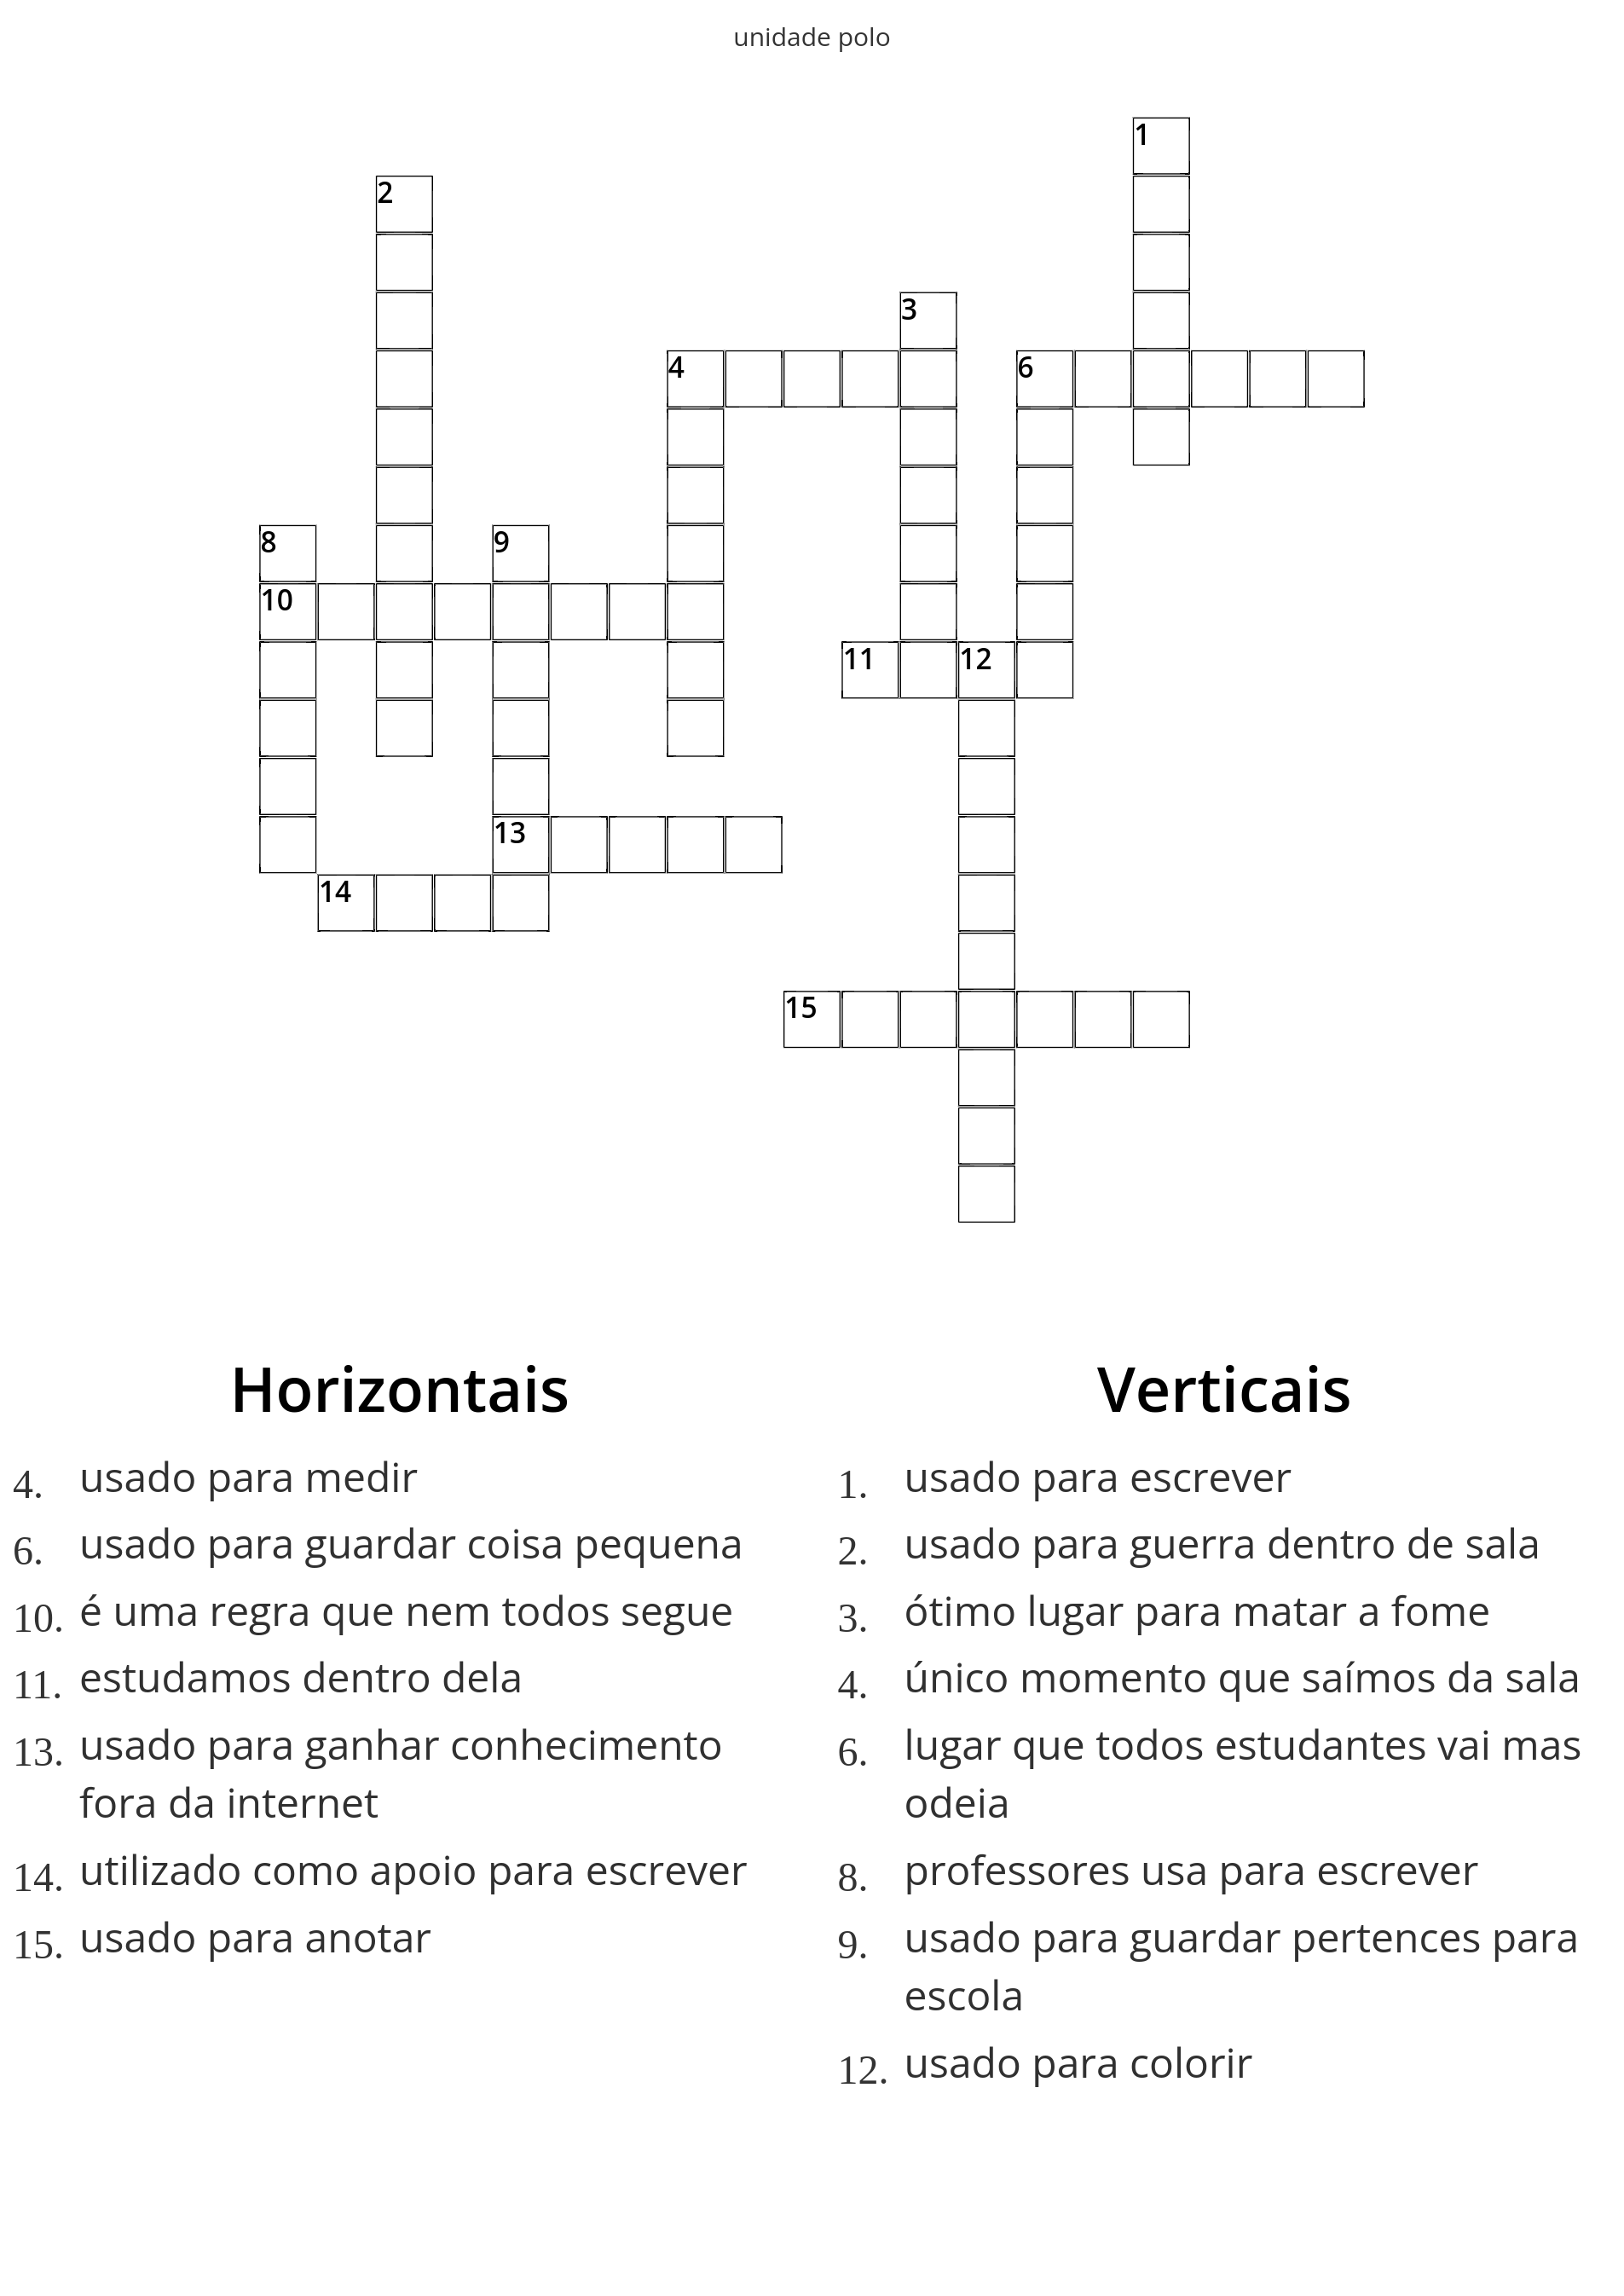 unidade polo
1
2
3
4
6
8
9
10
11
12
13
14
15
Horizontais
4. usado para medir
6. usado para guardar coisa pequena
10. é uma regra que nem todos segue
11. estudamos dentro dela
13. usado para ganhar conhecimento
fora da internet
14. utilizado como apoio para escrever
15. usado para anotar
Verticais
1. usado para escrever
2. usado para guerra dentro de sala
3. ótimo lugar para matar a fome
4. único momento que saímos da sala
6. lugar que todos estudantes vai mas
odeia
8. professores usa para escrever
9. usado para guardar pertences para
escola
12. usado para colorir